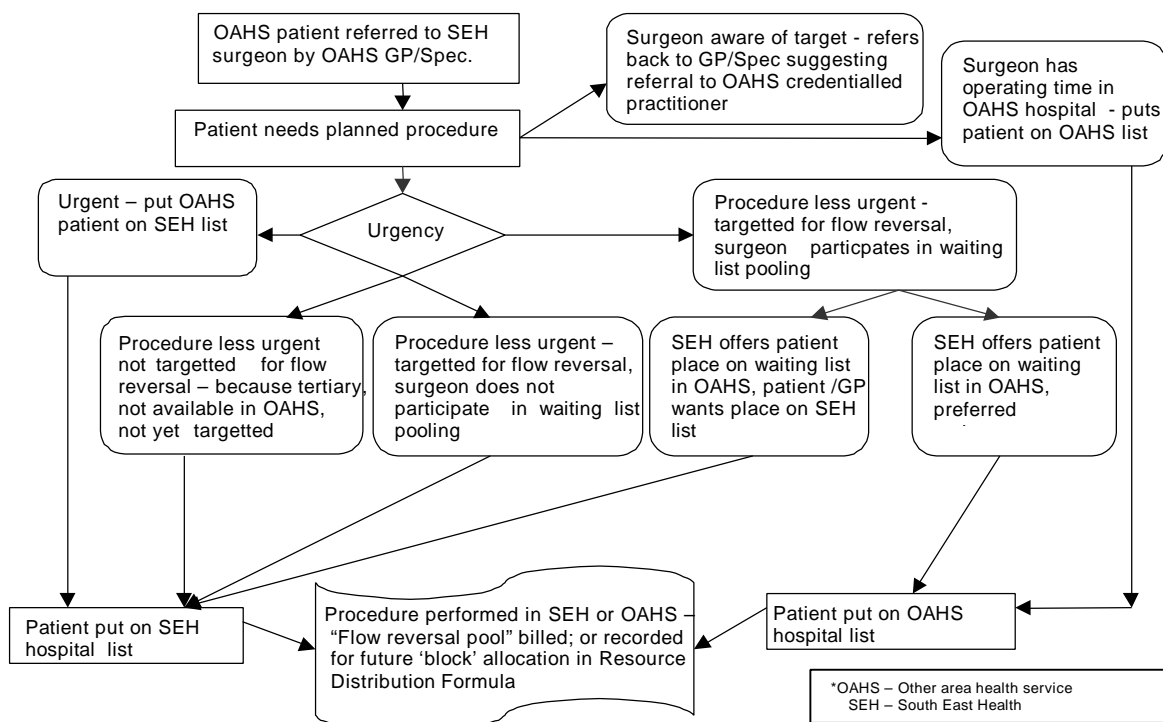 OAHS patient referred to SEH
surgeon by OAHS GP/Spec.
Surgeon aware of target - refers
back to GP/Spec suggesting
referral to OAHS credentialled
practitioner
Surgeon has
operating time in
OAHS hospital - puts
patient on OAHS list
Patient needs planned procedure
Urgent – put OAHS
patient on SEH list
Urgency
Procedure less urgent -
targetted for flow reversal,
surgeon particpates in waiting
list pooling
Procedure less urgent
not targetted for flow
reversal – because tertiary,
not available in OAHS,
not yet targetted
Procedure less urgent –
targetted for flow reversal,
surgeon does not
participate in waiting list
pooling
SEH offers patient
place on waiting list
in OAHS, patient /GP
wants place on SEH
list
SEH offers patient
place on waiting
list in OAHS,
preferred
Patient put on SEH
hospital list
Procedure performed in SEH or OAHS –
“Flow reversal pool” billed; or recorded
for future ‘block’ allocation in Resource
Distribution Formula
Patient put on OAHS
hospital list
*OAHS – Other area health service
SEH – South East Health